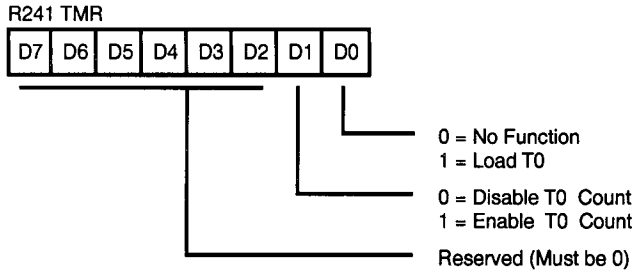 R241 TMR
D7 D6 D5 D4 D3 D2 D1 D0
0 = No Function
1 = Load T0
0 = Disable T0 Count
1 = Enable T0 Count
Reserved (Must be 0)